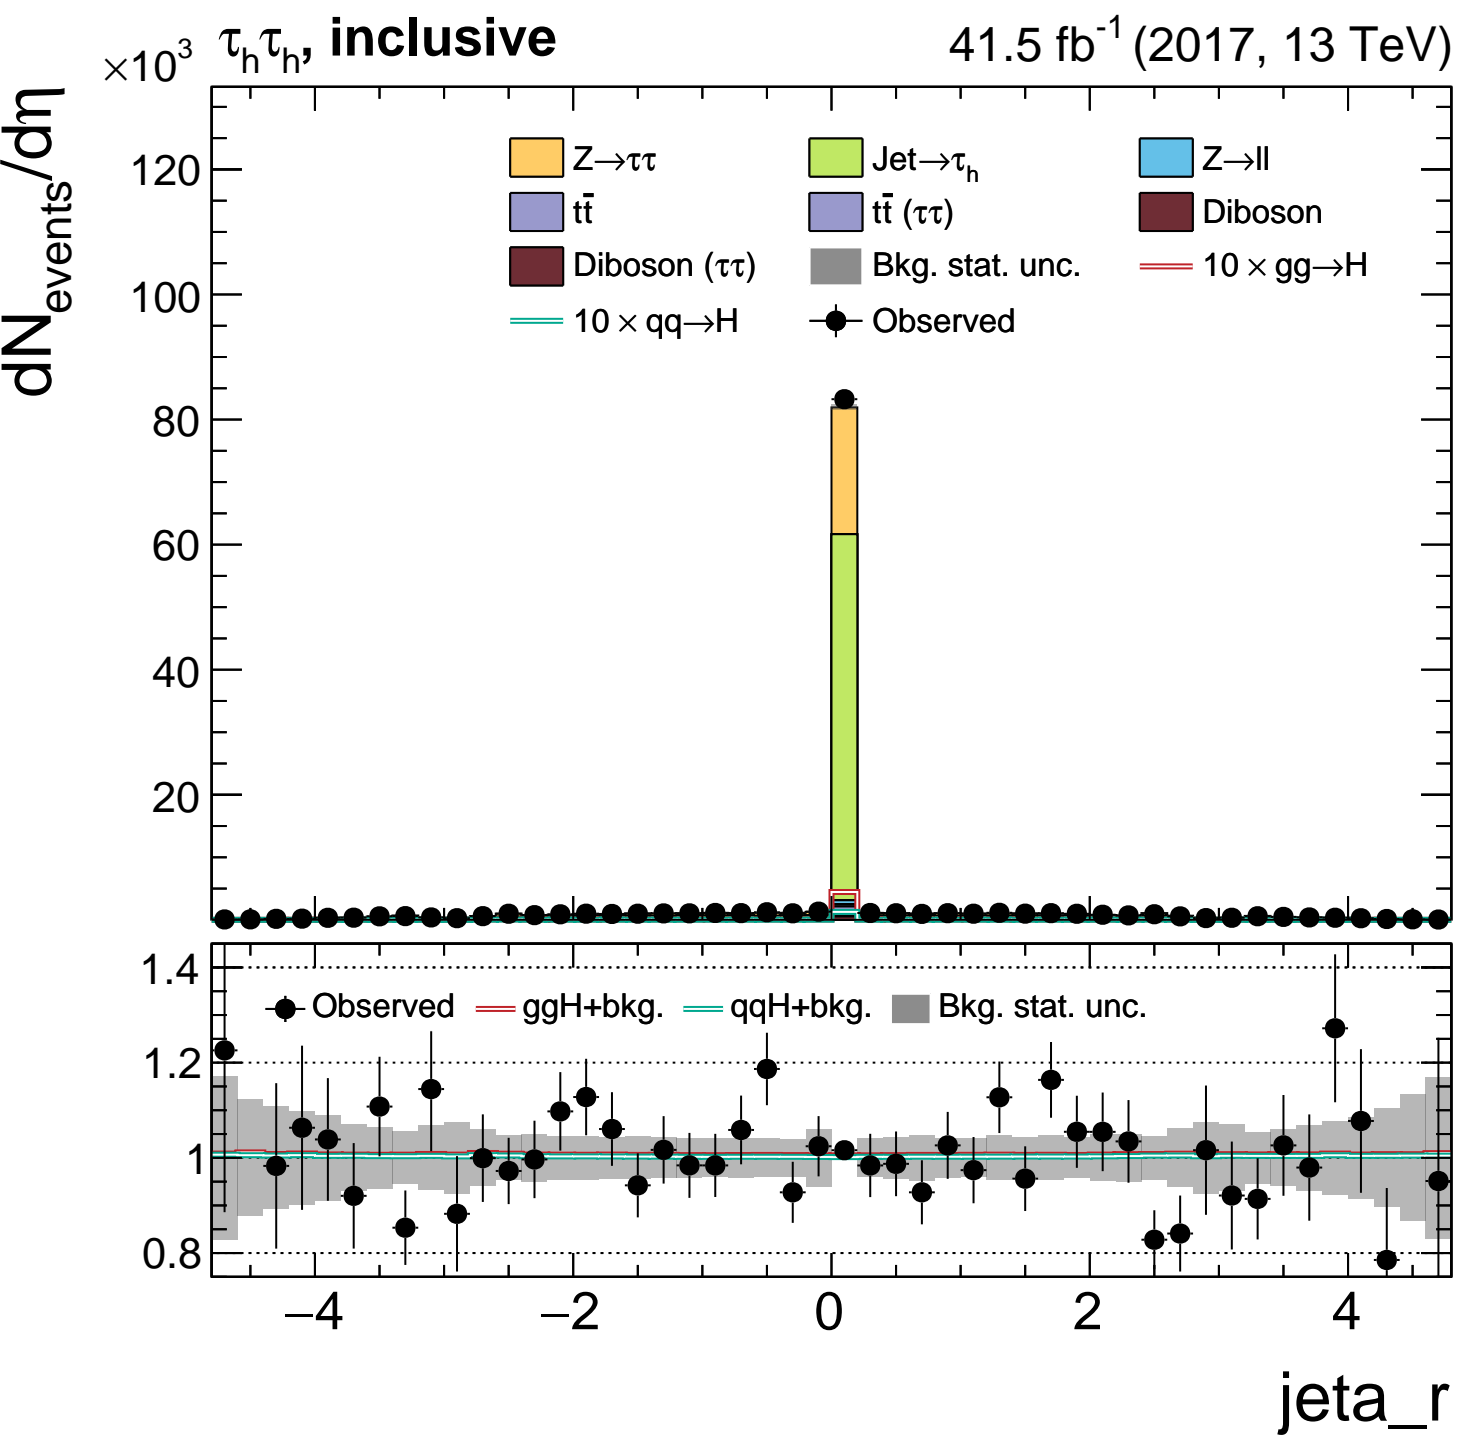 ×10³ τₕτₕ, inclusive 41.5 fb⁻¹ (2017, 13 TeV)
dN_events/dη
120
100
80
60
40
20
Z→ττ Jet→τₕ Z→ll
tt̄ tt̄ (ττ) Diboson
Diboson (ττ) Bkg. stat. unc. 10 × gg→H
10 × qq→H Observed
1.4
1.2
1
0.8
Observed ggH+bkg. qqH+bkg. Bkg. stat. unc.
−4 −2 0 2 4
jeta_r